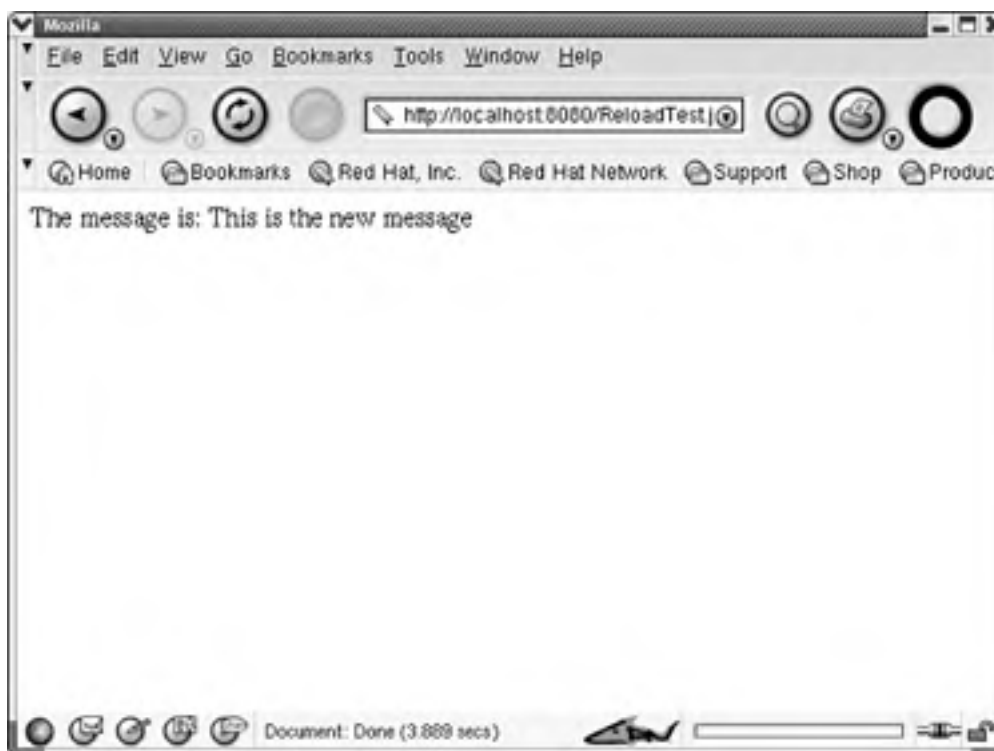 Mozilla
File Edit View Go Bookmarks Tools Window Help
http://localhost:8080/ReloadTest.j
Home Bookmarks Red Hat, Inc. Red Hat Network Support Shop Produc
The message is: This is the new message
Document: Done (3.889 secs)